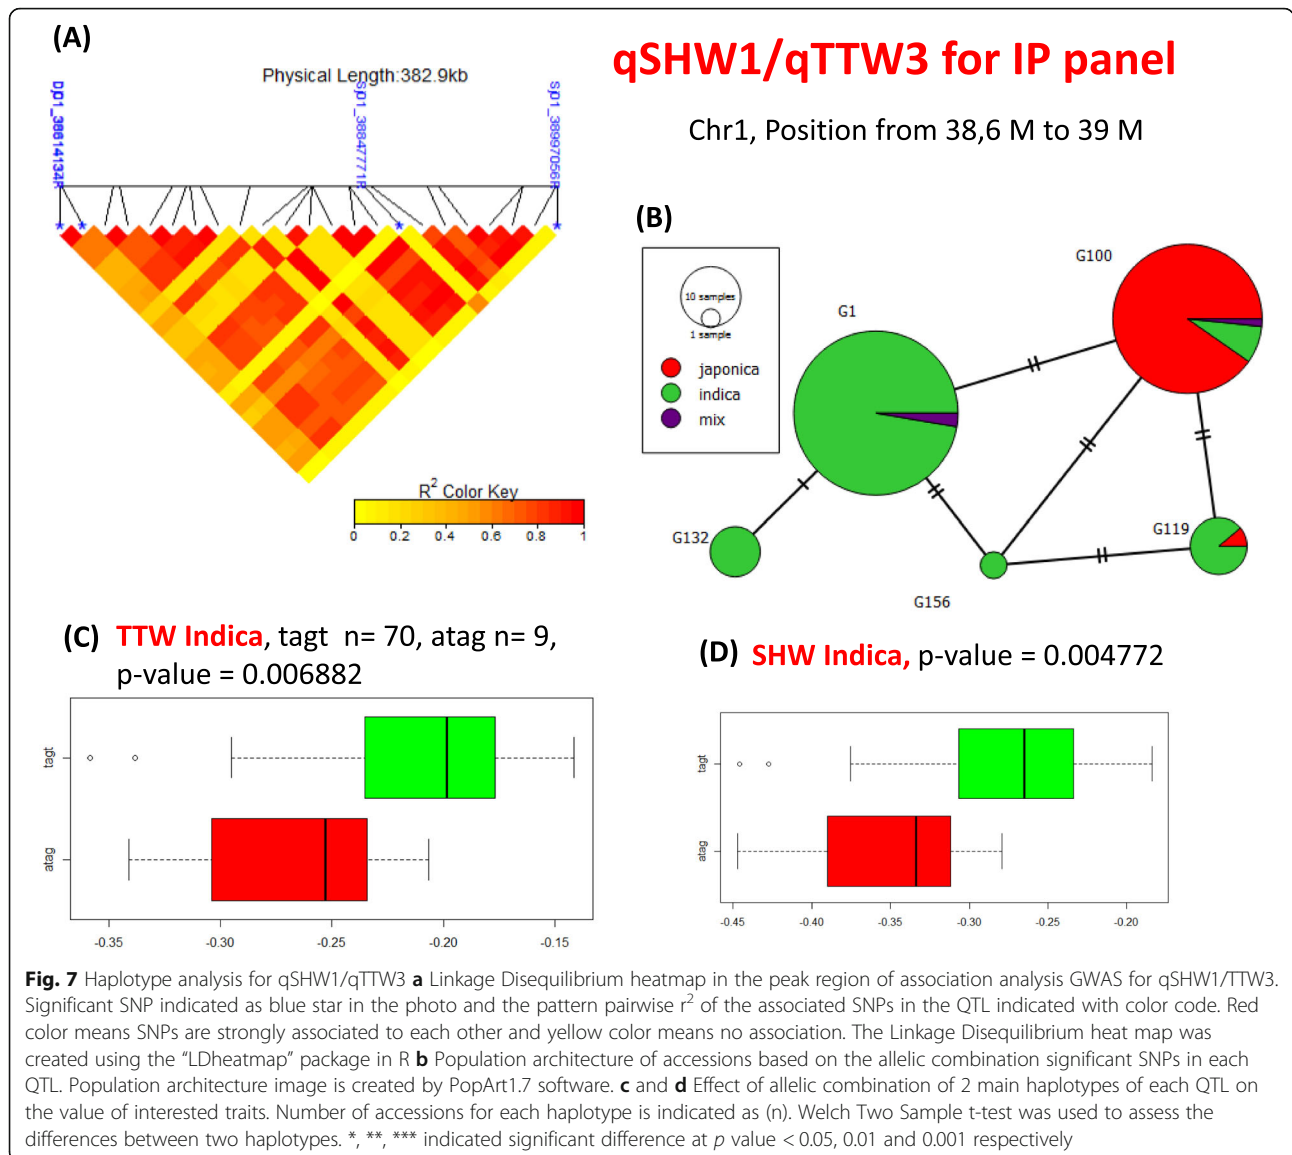 (A)
qSHW1/qTTW3 for IP panel
Physical Length:382.9kb
Chr1, Position from 38,6 M to 39 M
Sp1_38847771R
Sp1_38997056R
* * * *
R2 Color Key
0 0.2 0.4 0.6 0.8 1
(B)
10 samples
1 sample
japonica
indica
mix
G1
G100
G132
G156
G119
(C) TTW Indica, tagt n= 70, atag n= 9,
p-value = 0.006882
tagt
atag
-0.35 -0.30 -0.25 -0.20 -0.15
(D) SHW Indica, p-value = 0.004772
tagt
atag
-0.45 -0.40 -0.35 -0.30 -0.25 -0.20
Fig. 7 Haplotype analysis for qSHW1/qTTW3 a Linkage Disequilibrium heatmap in the peak region of association analysis GWAS for qSHW1/TTW3.
Significant SNP indicated as blue star in the photo and the pattern pairwise r2 of the associated SNPs in the QTL indicated with color code. Red
color means SNPs are strongly associated to each other and yellow color means no association. The Linkage Disequilibrium heat map was
created using the “LDheatmap” package in R b Population architecture of accessions based on the allelic combination significant SNPs in each
QTL. Population architecture image is created by PopArt1.7 software. c and d Effect of allelic combination of 2 main haplotypes of each QTL on
the value of interested traits. Number of accessions for each haplotype is indicated as (n). Welch Two Sample t-test was used to assess the
differences between two haplotypes. *, **, *** indicated significant difference at p value < 0.05, 0.01 and 0.001 respectively